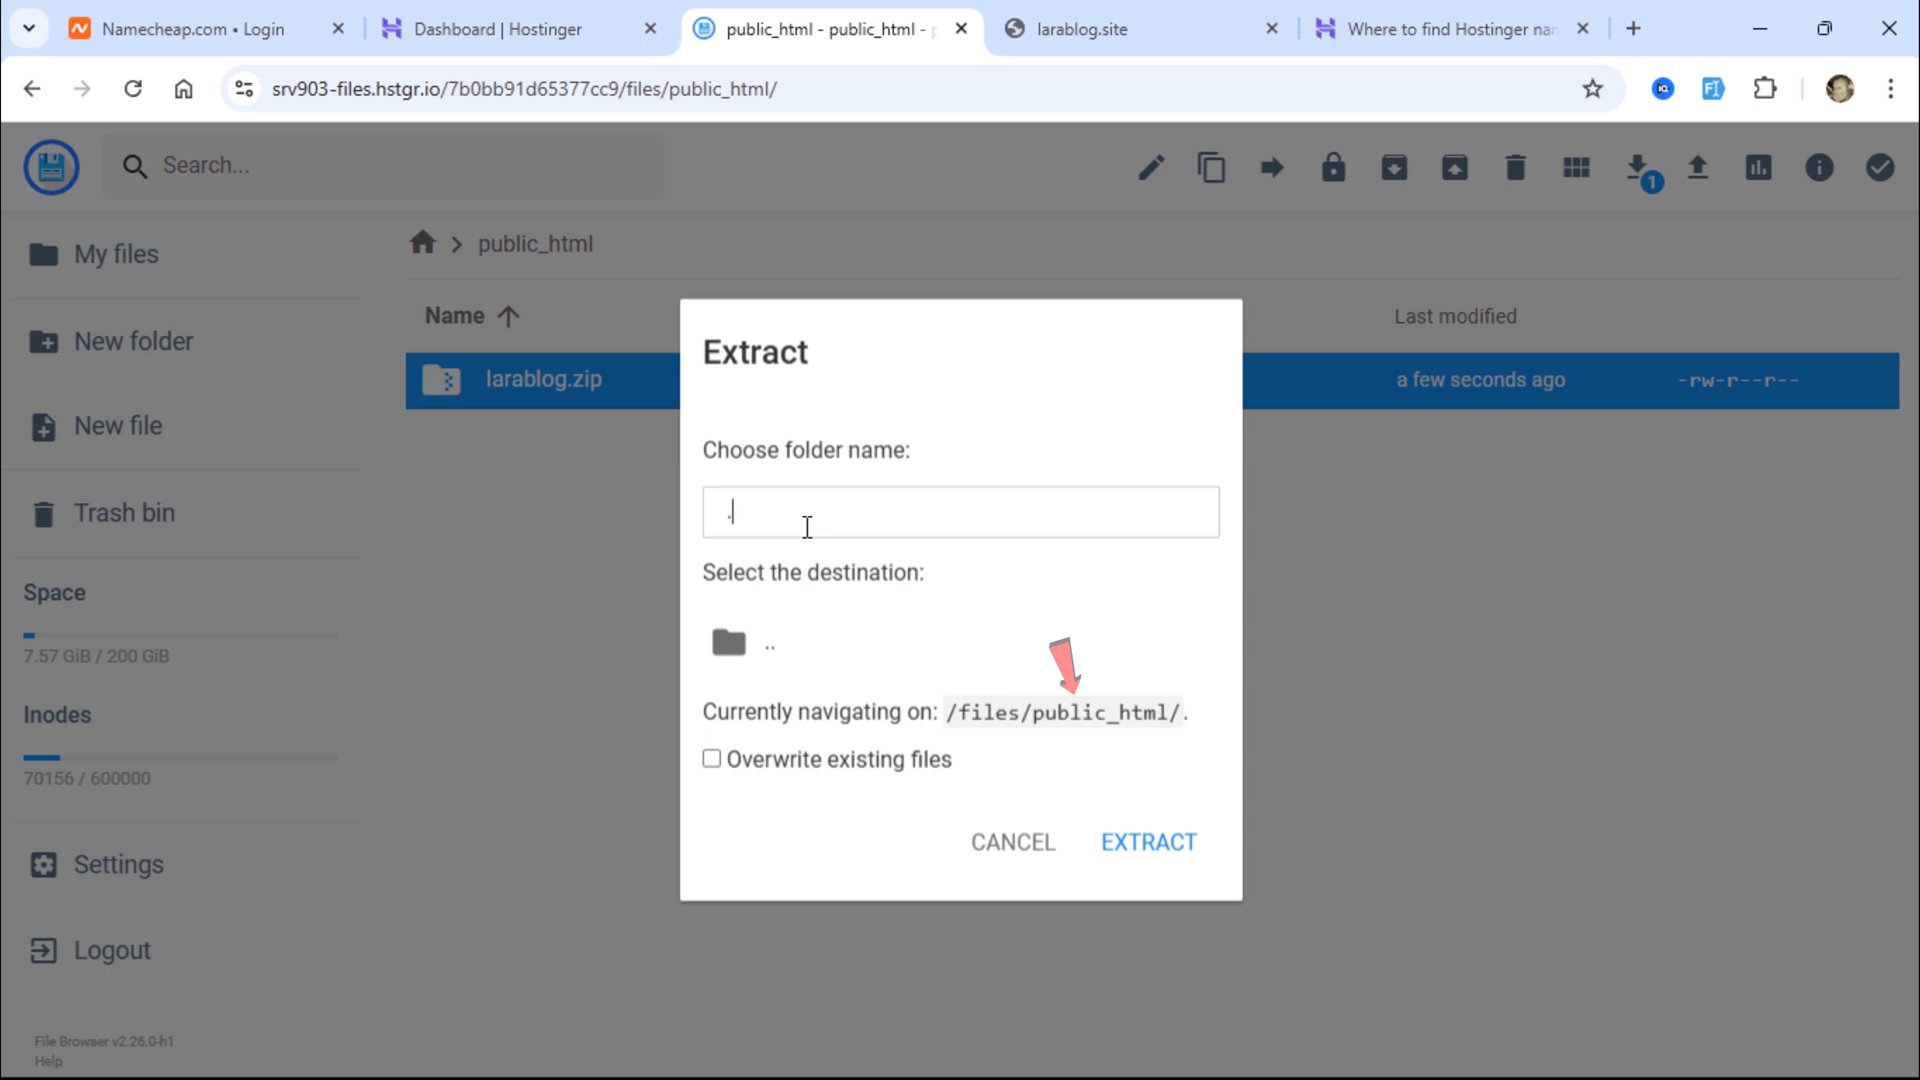 Namecheap.com • Login
Dashboard | Hostinger
public_html - public_html - p
larablog.site
Where to find Hostinger nam
srv903-files.hstgr.io/7b0bb91d65377cc9/files/public_html/
Search...
1
My files
New folder
New file
Trash bin
Space
7.57 GiB / 200 GiB
Inodes
70156 / 600000
Settings
Logout
File Browser v2.26.0-h1
Help
public_html
Name
Last modified
larablog.zip
a few seconds ago
-rw-r--r--
Extract
Choose folder name:
.
Select the destination:
..
Currently navigating on: /files/public_html/.
Overwrite existing files
CANCEL
EXTRACT